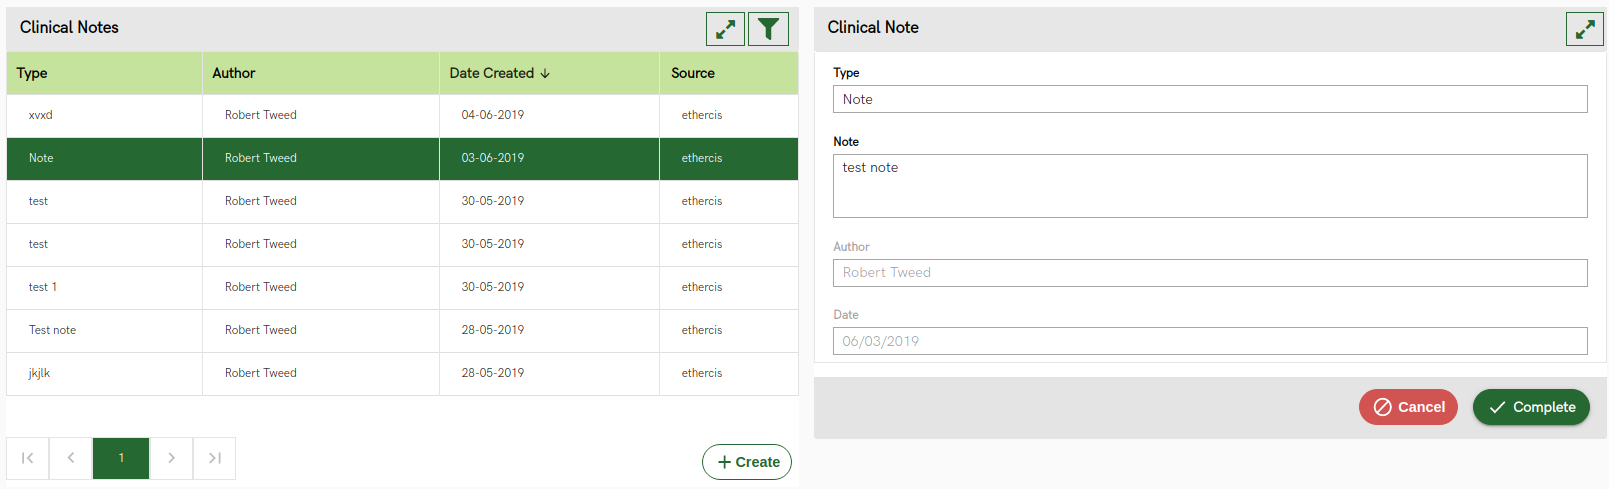 Clinical Notes
Type Author Date Created ↓ Source
xvxd Robert Tweed 04-06-2019 ethercis
Note Robert Tweed 03-06-2019 ethercis
test Robert Tweed 30-05-2019 ethercis
test Robert Tweed 30-05-2019 ethercis
test 1 Robert Tweed 30-05-2019 ethercis
Test note Robert Tweed 28-05-2019 ethercis
jkjlk Robert Tweed 28-05-2019 ethercis
1
+ Create
Clinical Note
Type
Note
Note
test note
Author
Robert Tweed
Date
06/03/2019
Cancel
Complete